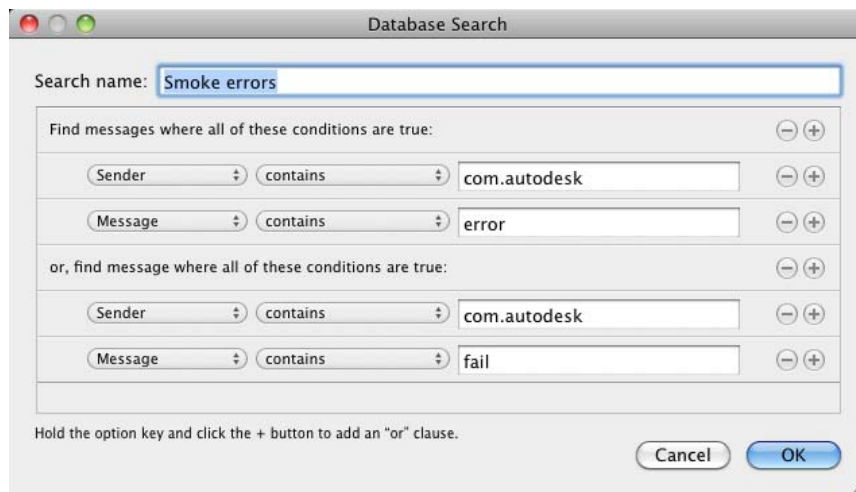 Database Search
Search name: Smoke errors
Find messages where all of these conditions are true:
Sender contains com.autodesk
Message contains error
or, find message where all of these conditions are true:
Sender contains com.autodesk
Message contains fail
Hold the option key and click the + button to add an “or” clause.
Cancel OK